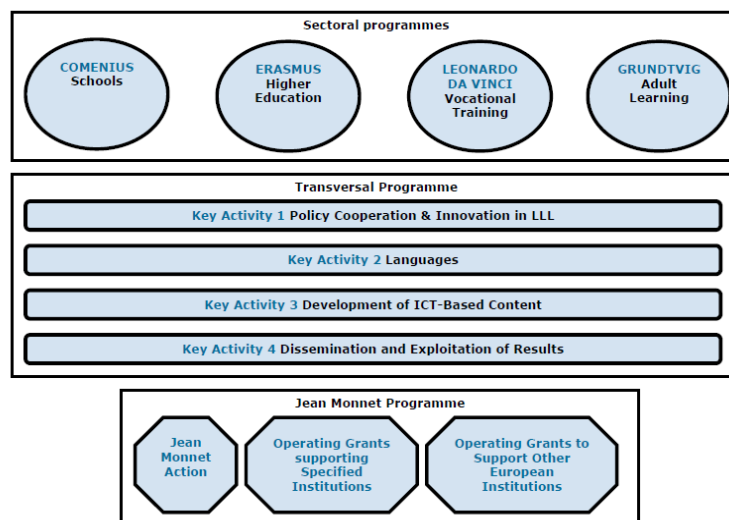 Sectoral programmes
COMENIUS
Schools
ERASMUS
Higher
Education
LEONARDO
DA VINCI
Vocational
Training
GRUNDTVIG
Adult
Learning
Transversal Programme
Key Activity 1 Policy Cooperation & Innovation in LLL
Key Activity 2 Languages
Key Activity 3 Development of ICT-Based Content
Key Activity 4 Dissemination and Exploitation of Results
Jean Monnet Programme
Jean
Monnet
Action
Operating Grants
supporting
Specified
Institutions
Operating Grants to
Support Other
European
Institutions